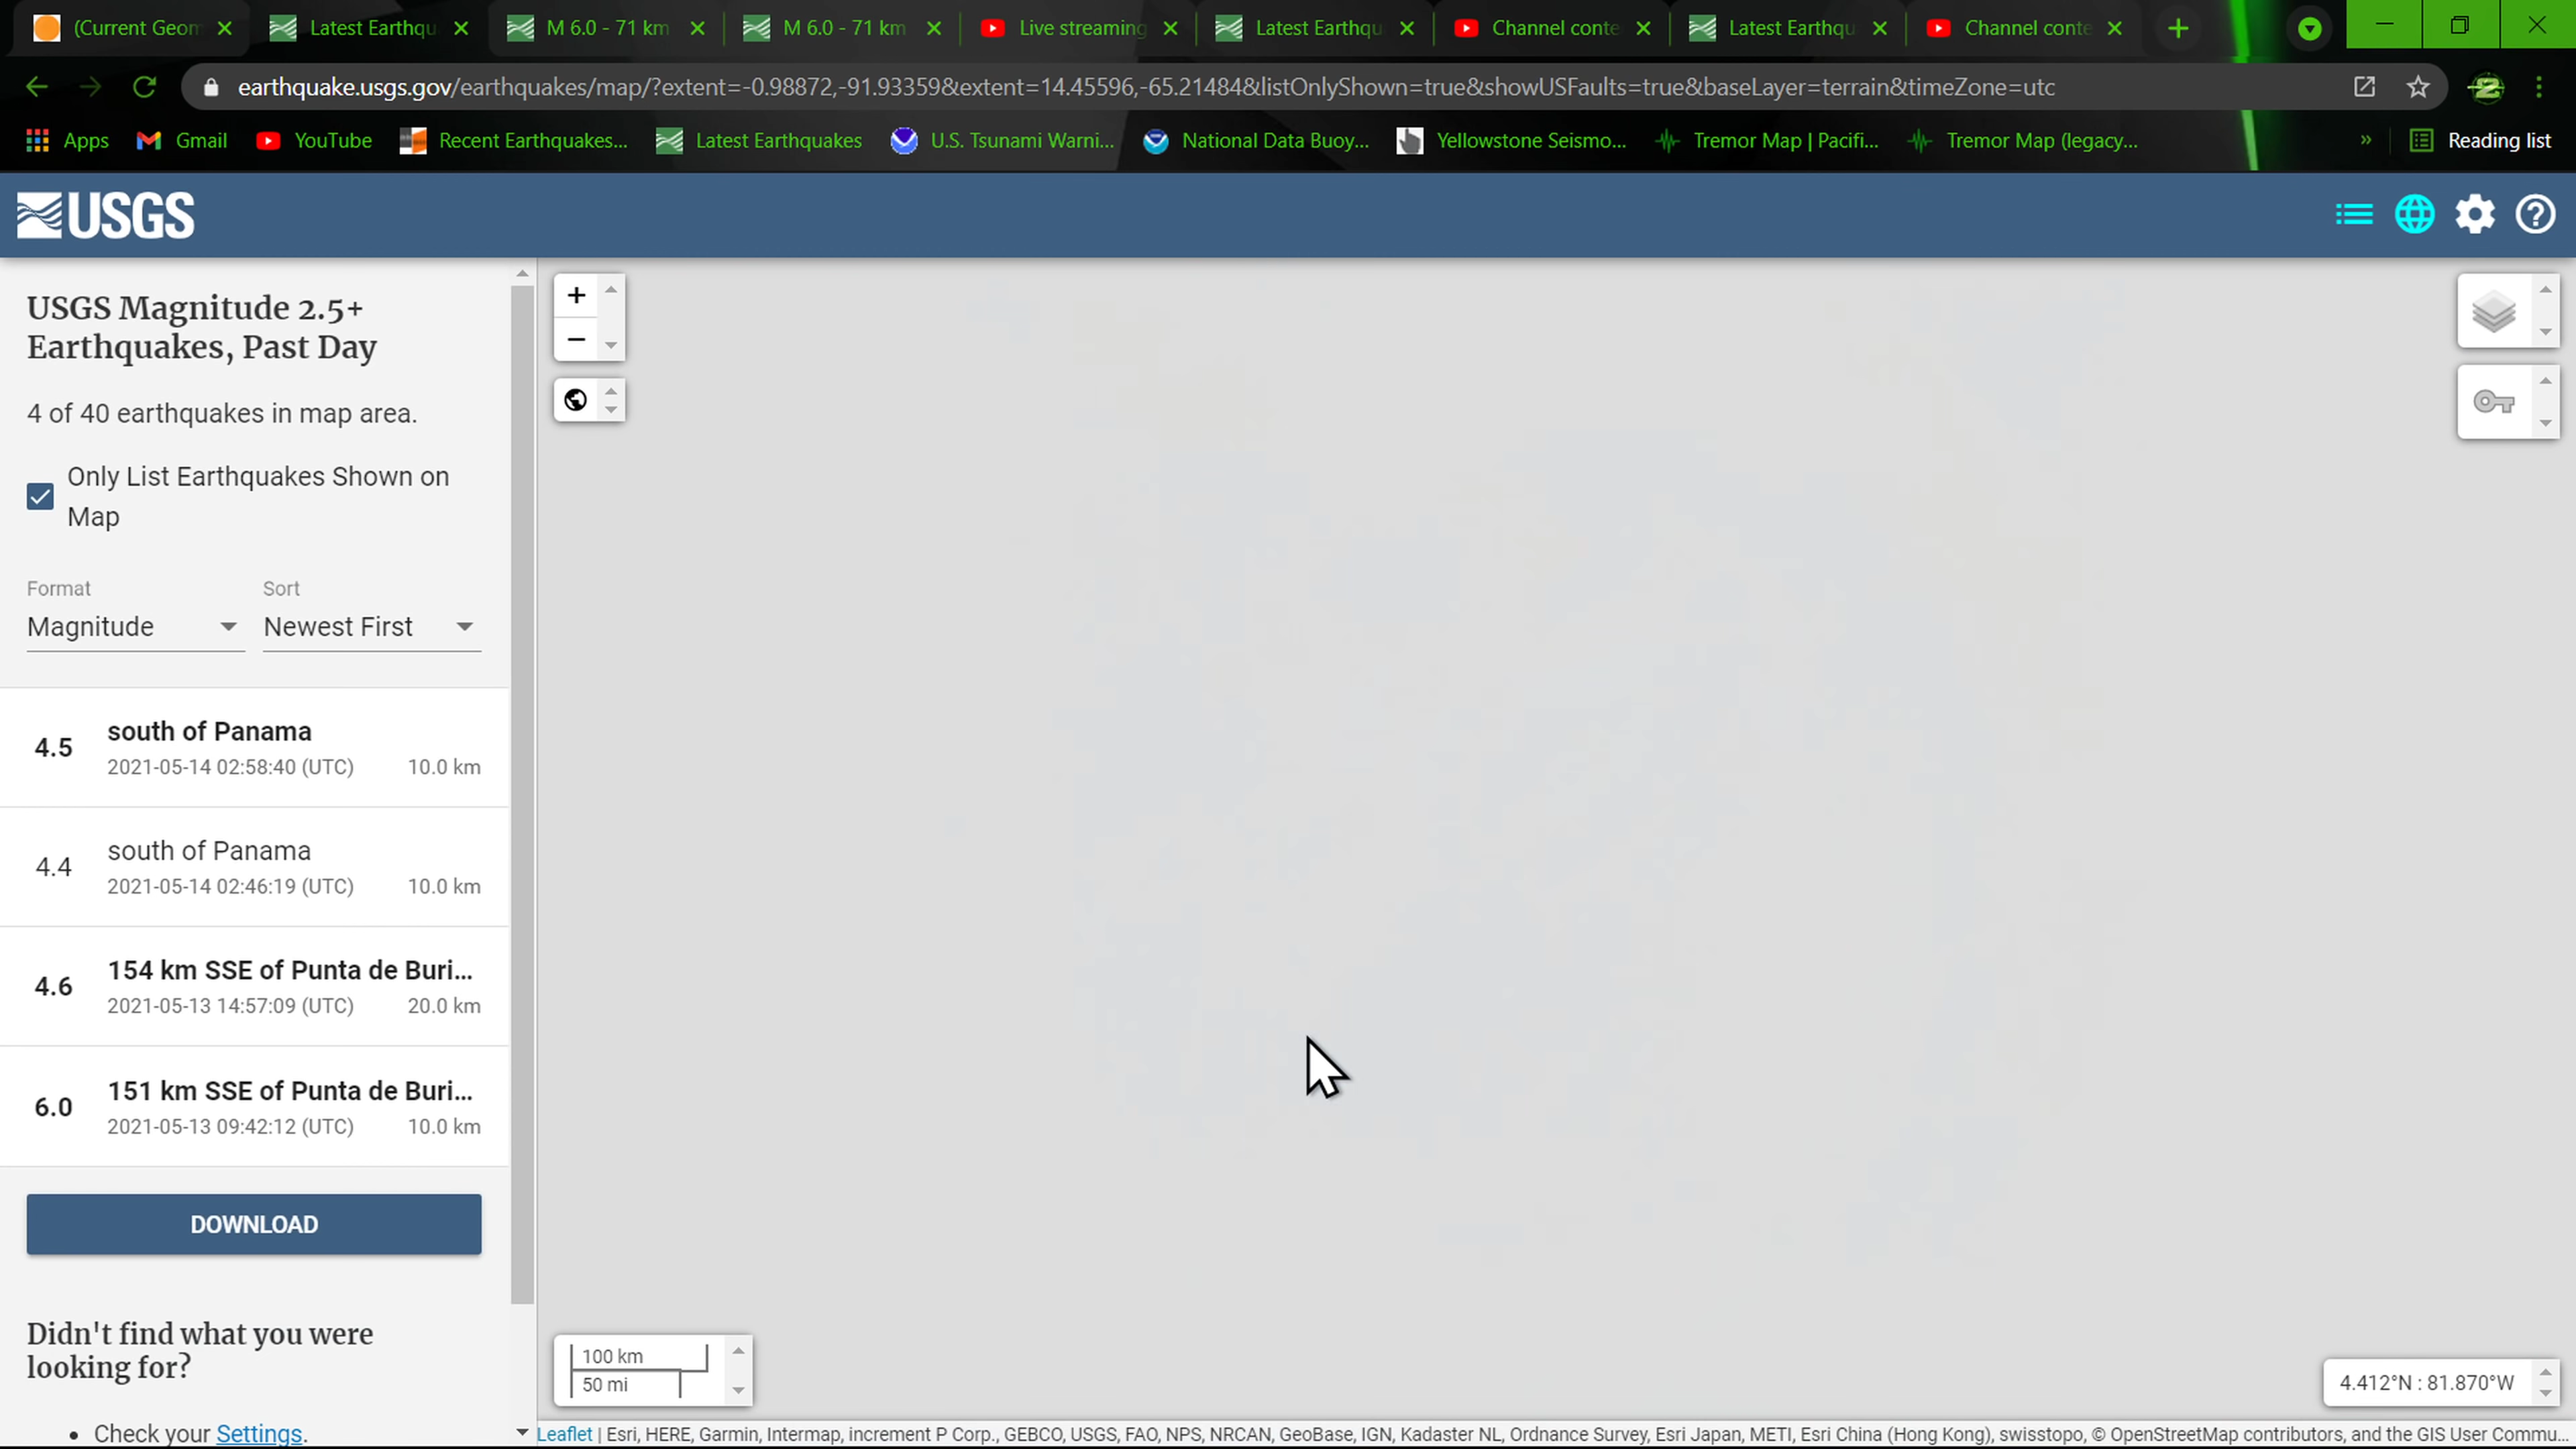 (Current Geom
Latest Earthqu
M 6.0 - 71 km
M 6.0 - 71 km
Live streaming
Latest Earthqu
Channel conte
Latest Earthqu
Channel conte
earthquake.usgs.gov/earthquakes/map/?extent=-0.98872,-91.93359&extent=14.45596,-65.21484&listOnlyShown=true&showUSFaults=true&baseLayer=terrain&timeZone=utc
Apps
Gmail
YouTube
Recent Earthquakes...
Latest Earthquakes
U.S. Tsunami Warni...
National Data Buoy...
Yellowstone Seismo...
Tremor Map | Pacifi...
Tremor Map (legacy...
»
Reading list
USGS
USGS Magnitude 2.5+
Earthquakes, Past Day
4 of 40 earthquakes in map area.
Only List Earthquakes Shown on
Map
Format
Sort
Magnitude
Newest First
4.5
south of Panama
2021-05-14 02:58:40 (UTC) 10.0 km
4.4
south of Panama
2021-05-14 02:46:19 (UTC) 10.0 km
4.6
154 km SSE of Punta de Buri...
2021-05-13 14:57:09 (UTC) 20.0 km
6.0
151 km SSE of Punta de Buri...
2021-05-13 09:42:12 (UTC) 10.0 km
DOWNLOAD
Didn't find what you were
looking for?
• Check your Settings.
+
−
100 km
50 mi
4.412°N : 81.870°W
Leaflet | Esri, HERE, Garmin, Intermap, increment P Corp., GEBCO, USGS, FAO, NPS, NRCAN, GeoBase, IGN, Kadaster NL, Ordnance Survey, Esri Japan, METI, Esri China (Hong Kong), swisstopo, © OpenStreetMap contributors, and the GIS User Commu...